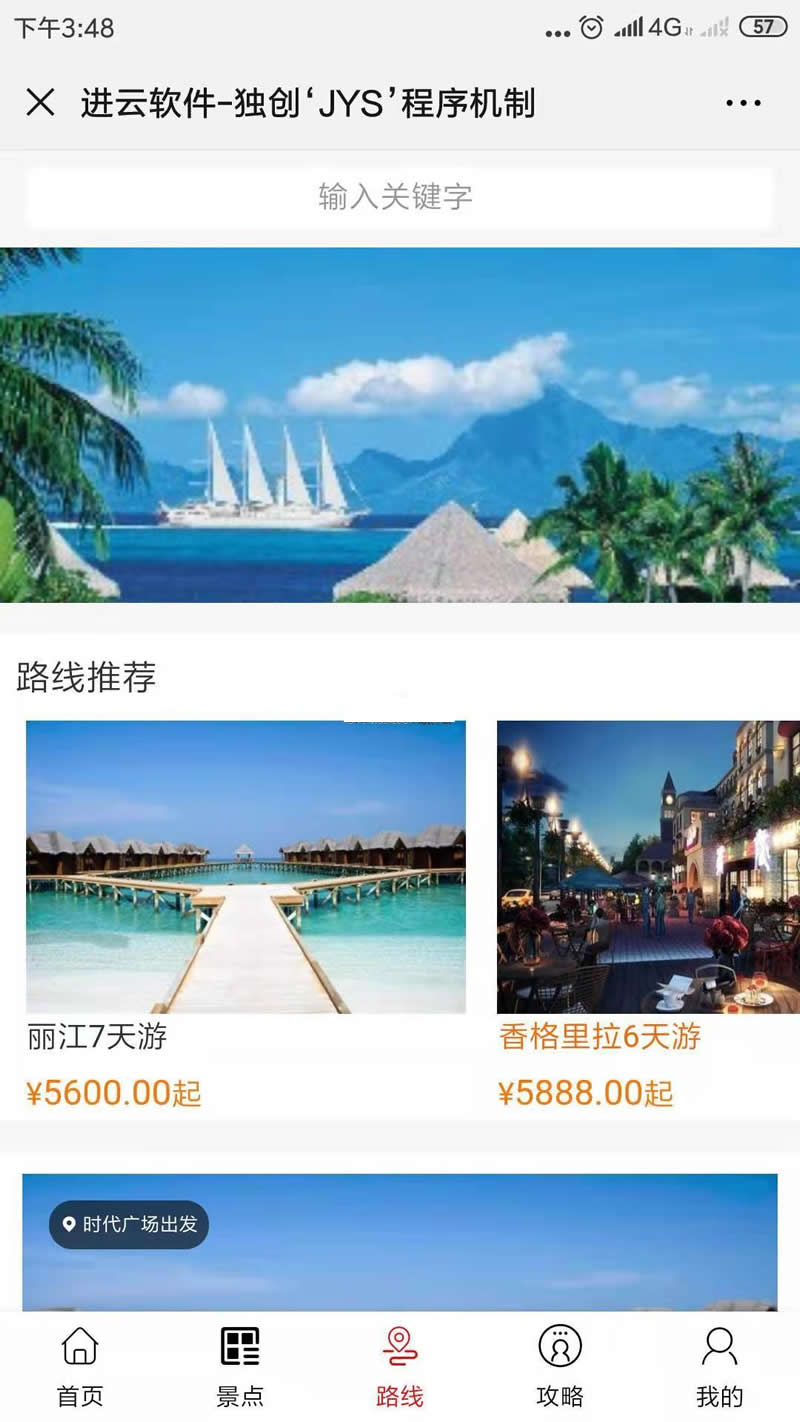 下午3:48
4G
57
进云软件-独创‘JYS’程序机制
输入关键字
路线推荐
丽江7天游
香格里拉6天游
¥5600.00起
¥5888.00起
时代广场出发
首页
景点
路线
攻略
我的